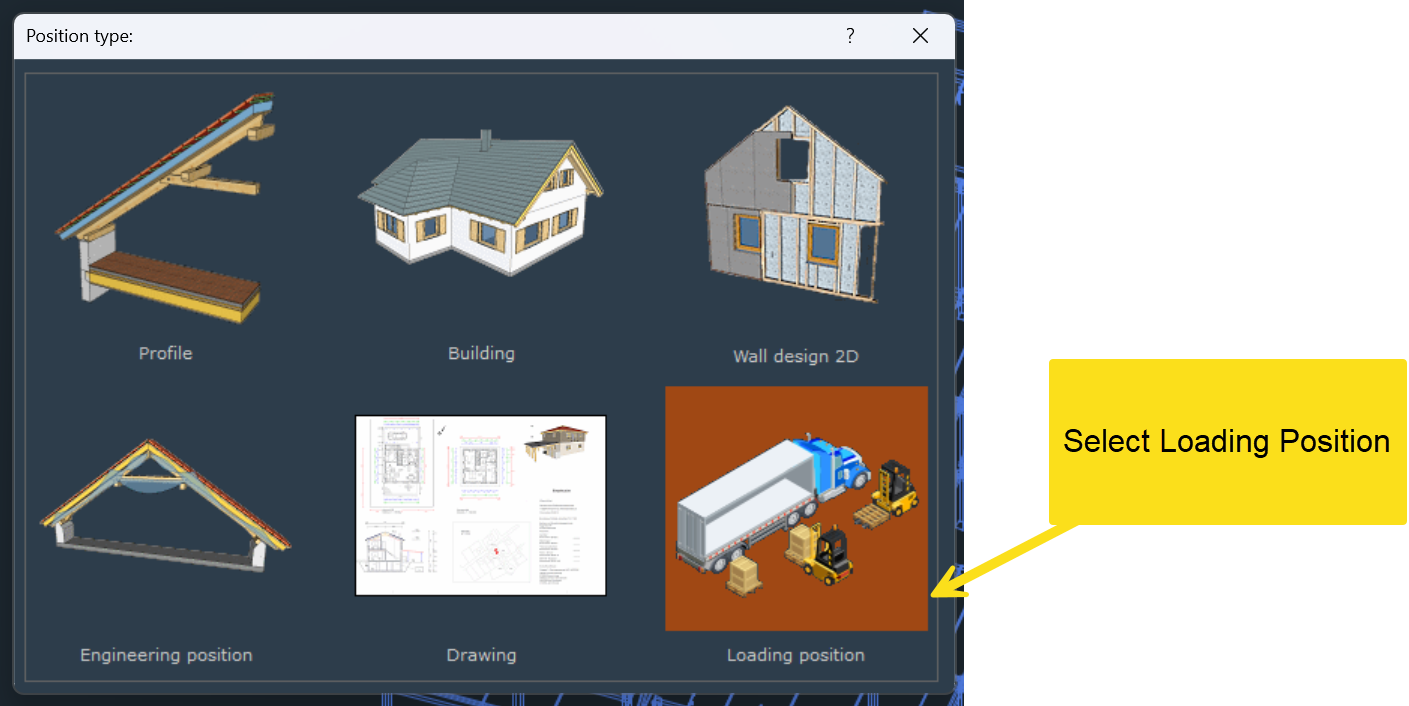 Position type:
?
Profile
Building
Wall design 2D
Select Loading Position
Engineering position
Drawing
Loading position